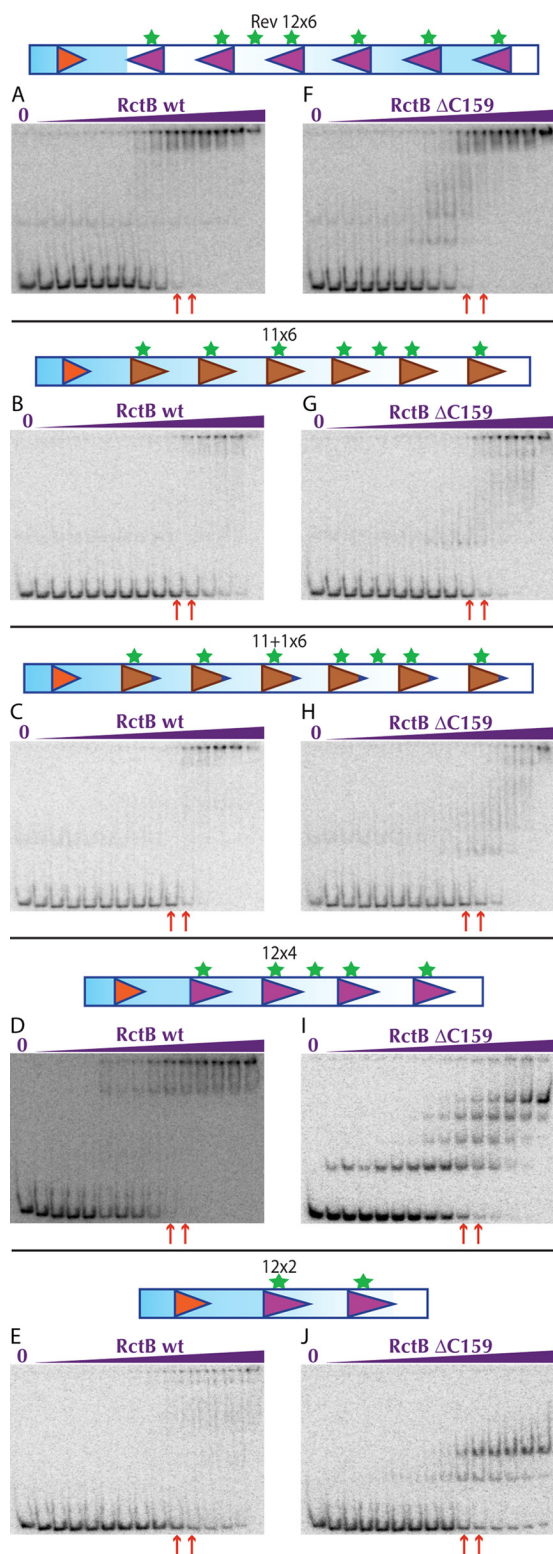 Rev 12x6
A
RctB wt
0
F
RctB ΔC159
0
11x6
B
RctB wt
0
G
RctB ΔC159
0
11+1x6
C
RctB wt
0
H
RctB ΔC159
0
12x4
D
RctB wt
0
I
RctB ΔC159
0
12x2
E
RctB wt
0
J
RctB ΔC159
0